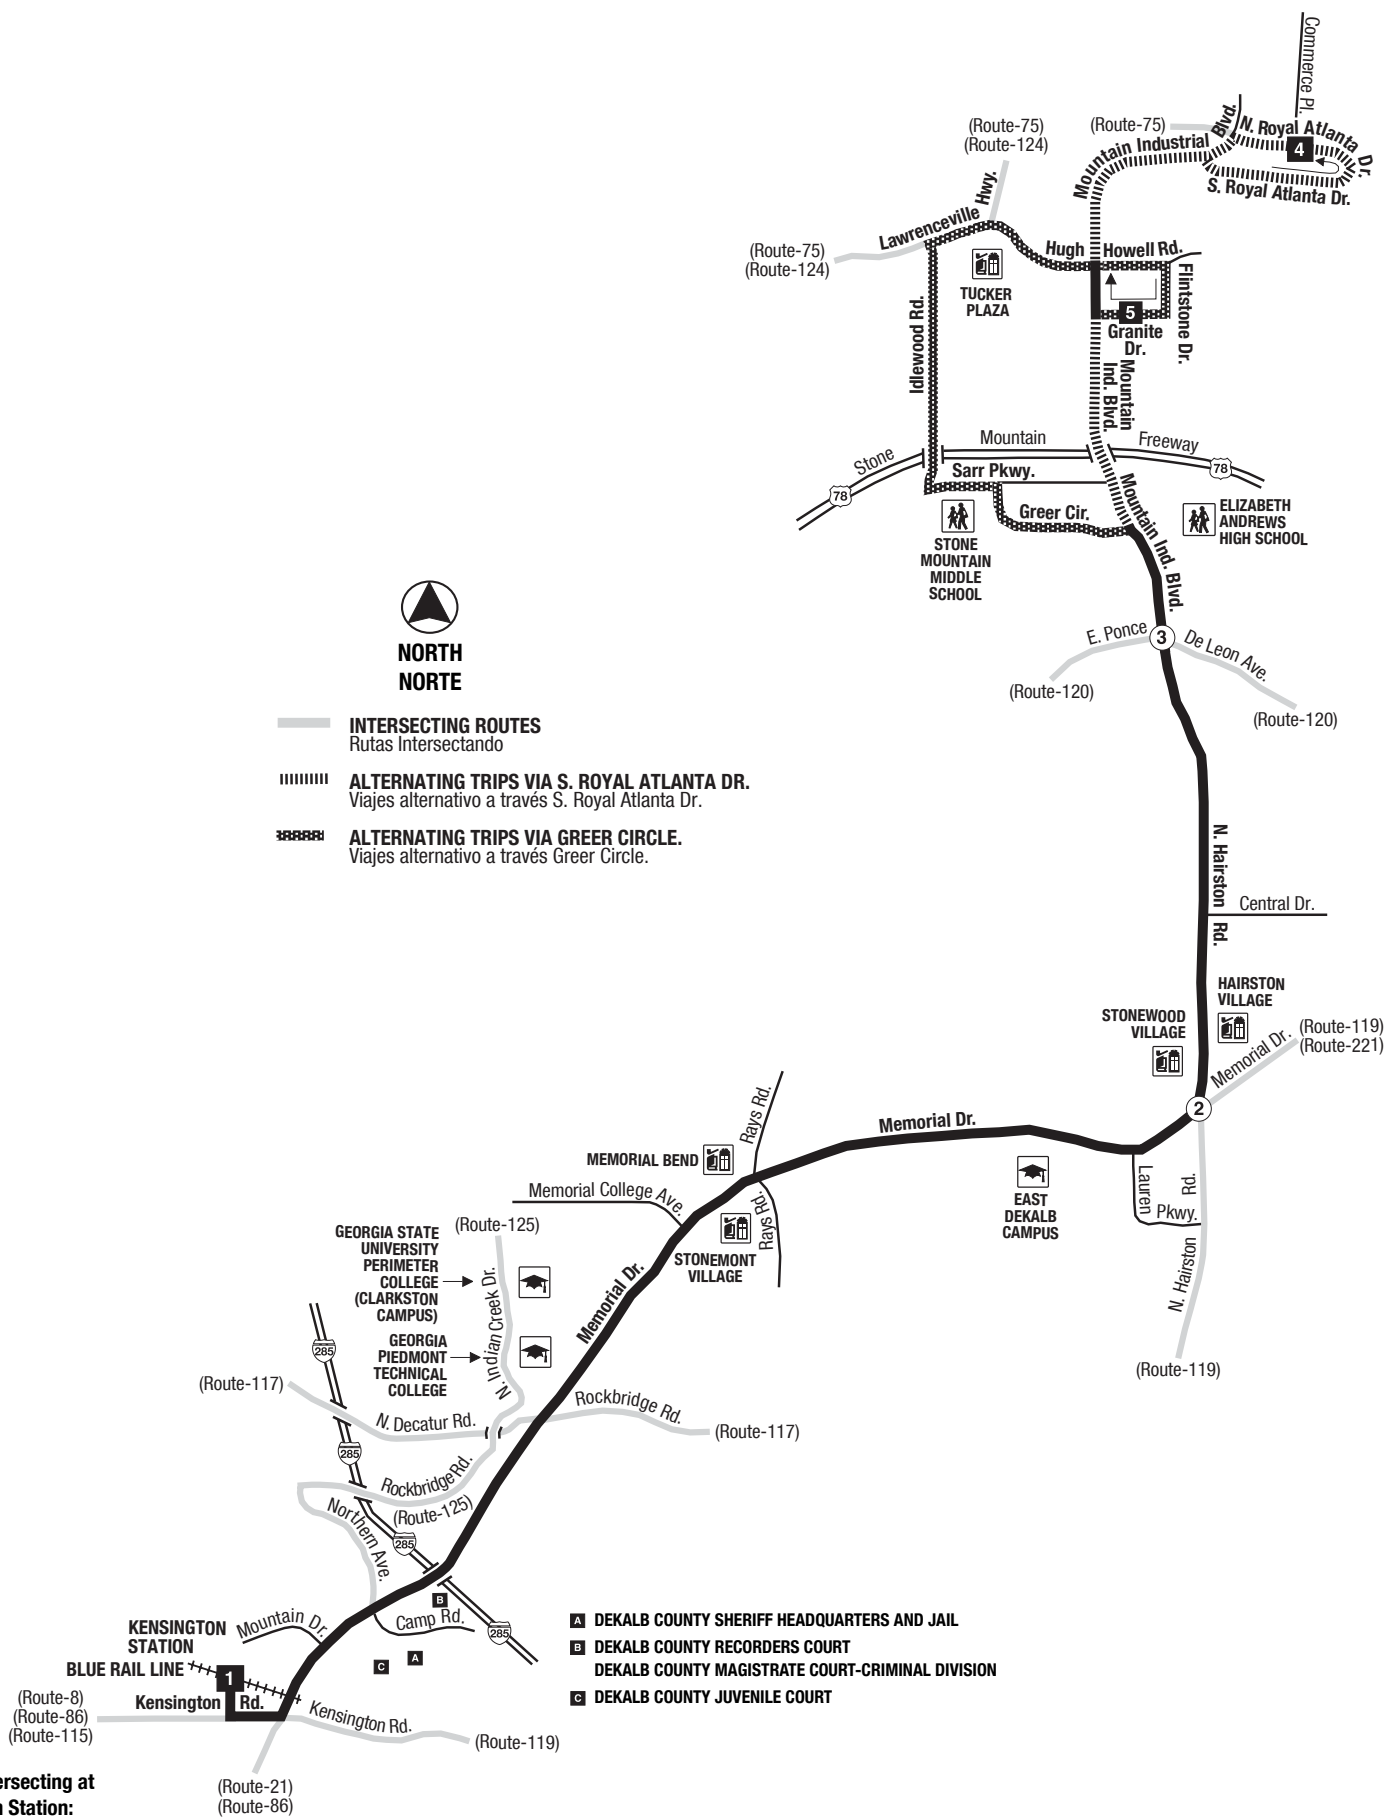 Commerce Pl.
(Route-75)
(Route-124)
(Route-75)
Mountain Industrial
Blvd.
N. Royal Atlanta Dr.
4
S. Royal Atlanta Dr.
Lawrenceville Hwy.
(Route-75)
(Route-124)
Hugh Howell Rd.
TUCKER
PLAZA
Flintstone Dr.
5
Granite
Dr.
Idlewood Rd.
Mountain
Ind. Blvd.
Stone Mountain Freeway
78
78
Sarr Pkwy.
Greer Cir.
Mountain Ind. Blvd.
STONE
MOUNTAIN
MIDDLE
SCHOOL
ELIZABETH
ANDREWS
HIGH SCHOOL
NORTH
NORTE
E. Ponce
3
De Leon Ave.
(Route-120)
(Route-120)
INTERSECTING ROUTES
Rutas Intersectando
ALTERNATING TRIPS VIA S. ROYAL ATLANTA DR.
Viajes alternativo a través S. Royal Atlanta Dr.
ALTERNATING TRIPS VIA GREER CIRCLE.
Viajes alternativo a través Greer Circle.
N. Hairston Rd.
Central Dr.
HAIRSTON
VILLAGE
STONEWOOD
VILLAGE
Memorial Dr.
(Route-119)
(Route-221)
2
Memorial Dr.
Rays Rd.
MEMORIAL BEND
Memorial College Ave.
Rays Rd.
STONEMONT
VILLAGE
EAST
DEKALB
CAMPUS
Lauren
Pkwy.
N. Hairston Rd.
(Route-119)
GEORGIA STATE
UNIVERSITY
PERIMETER
COLLEGE
(CLARKSTON
CAMPUS)
(Route-125)
N. Indian Creek Dr.
GEORGIA
PIEDMONT
TECHNICAL
COLLEGE
Memorial Dr.
285
(Route-117)
N. Decatur Rd.
Rockbridge Rd.
(Route-117)
285
Rockbridge Rd.
(Route-125)
Northern Ave.
285
B
Camp Rd.
285
A
C
Mountain Dr.
KENSINGTON
STATION
BLUE RAIL LINE
1
Kensington Rd.
(Route-8)
(Route-86)
(Route-115)
Kensington Rd.
(Route-119)
(Route-21)
(Route-86)
A DEKALB COUNTY SHERIFF HEADQUARTERS AND JAIL
B DEKALB COUNTY RECORDERS COURT
DEKALB COUNTY MAGISTRATE COURT-CRIMINAL DIVISION
C DEKALB COUNTY JUVENILE COURT
ersecting at
Station: